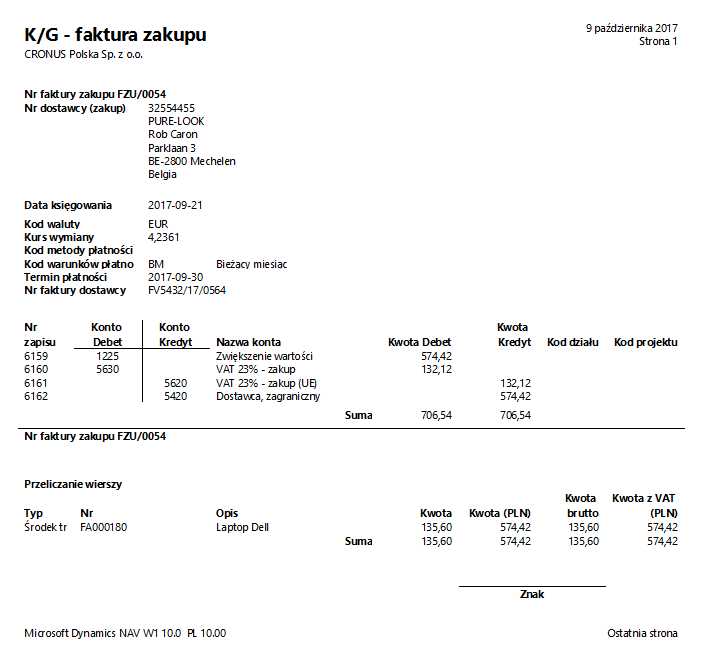 K/G - faktura zakupu
9 października 2017
CRONUS Polska Sp. z o.o.
Strona 1
Nr faktury zakupu FZU/0054
Nr dostawcy (zakup) 32554455
PURE-LOOK
Rob Caron
Parklaan 3
BE-2800 Mechelen
Belgia
Data księgowania 2017-09-21
Kod waluty EUR
Kurs wymiany 4,2361
Kod metody płatności
Kod warunków płatno BM Bieżący miesiąc
Termin płatności 2017-09-30
Nr faktury dostawcy FV5432/17/0564
Nr Konto Konto Kwota
zapisu Debet Kredyt Nazwa konta Kwota Debet Kredyt Kod działu Kod projektu
6159 1225 Zwiększenie wartości 574,42
6160 5630 VAT 23% - zakup 132,12
6161 5620 VAT 23% - zakup (UE) 132,12
6162 5420 Dostawca, zagraniczny 574,42
Suma 706,54 706,54
Nr faktury zakupu FZU/0054
Przeliczanie wierszy
Kwota Kwota z VAT
Typ Nr Opis Kwota Kwota (PLN) brutto (PLN)
Środek tr FA000180 Laptop Dell 135,60 574,42 135,60 574,42
Suma 135,60 574,42 135,60 574,42
Znak
Microsoft Dynamics NAV W1 10.0 PL 10.00 Ostatnia strona